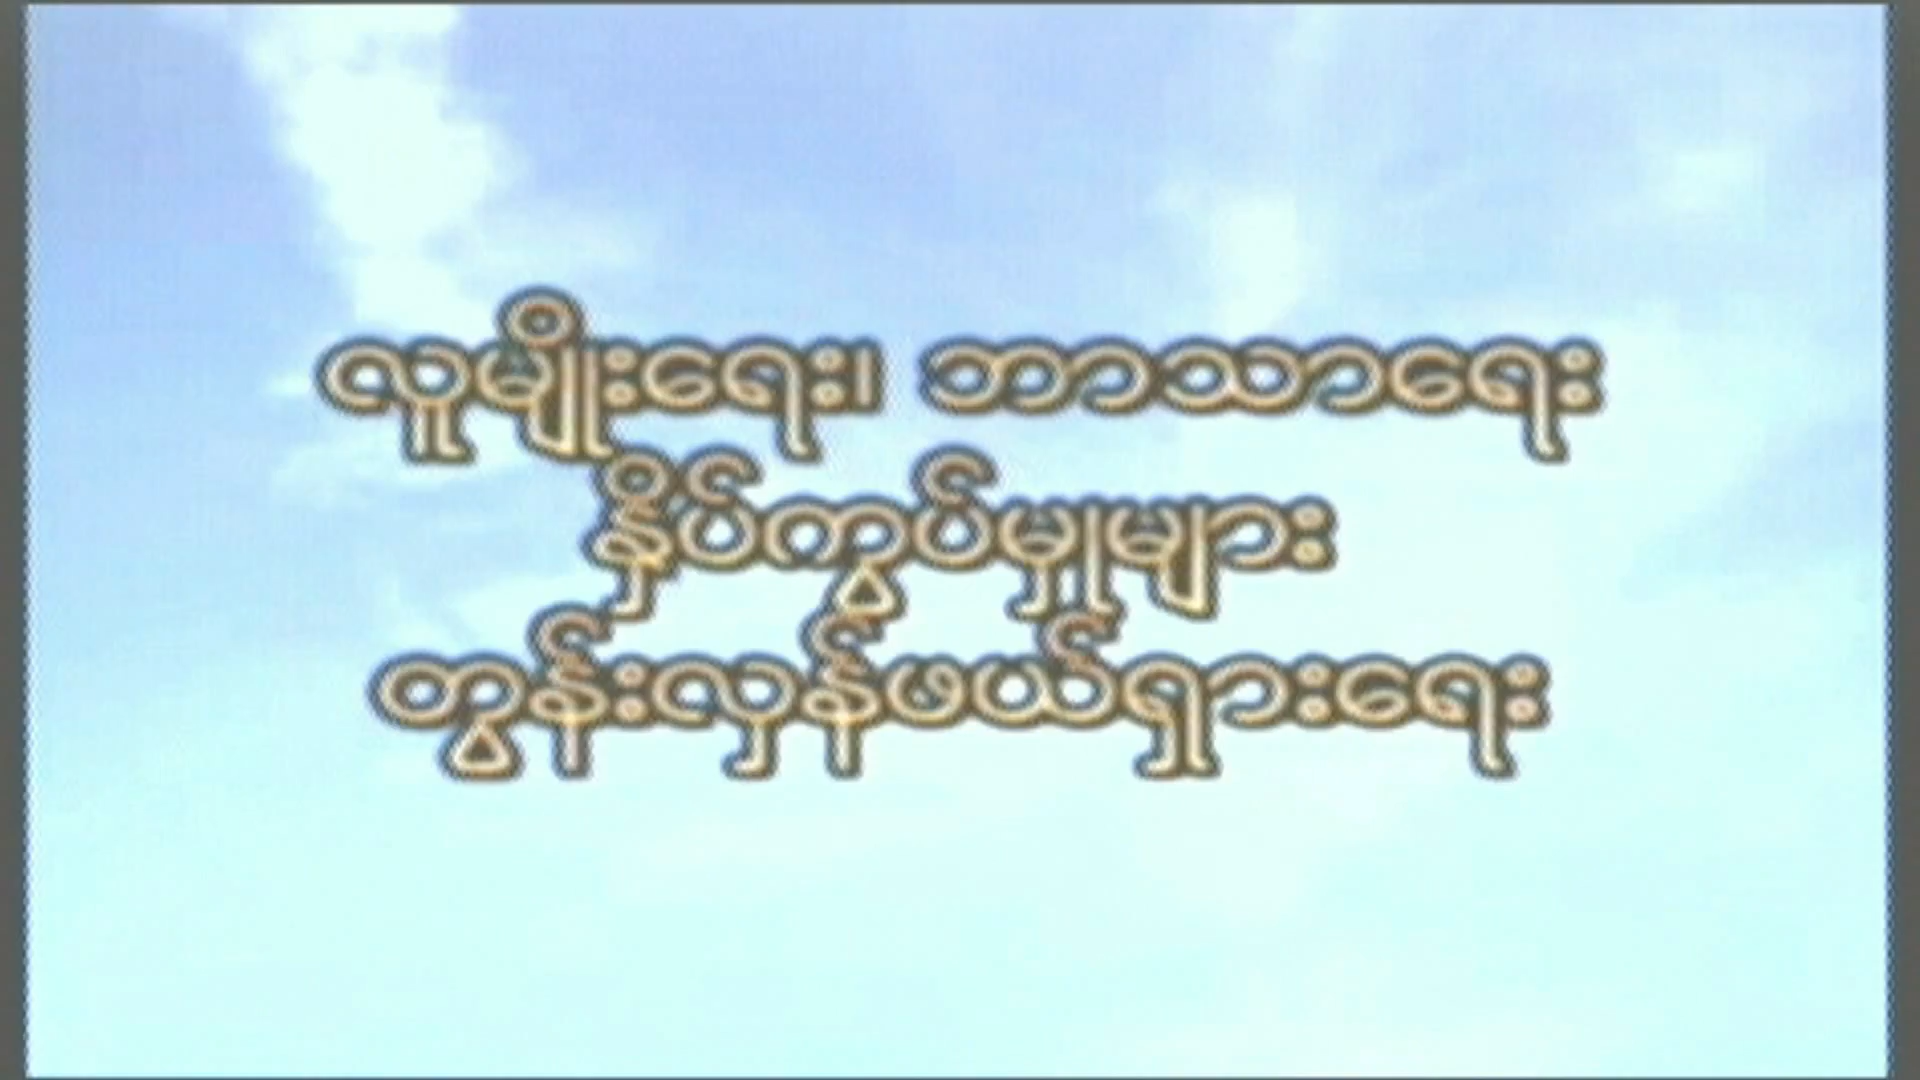 လူမျိုးရေး၊ ဘာသာရေး
နှိပ်ကွပ်မှုများ
တွန်းလှန်ဖယ်ရှားရေး